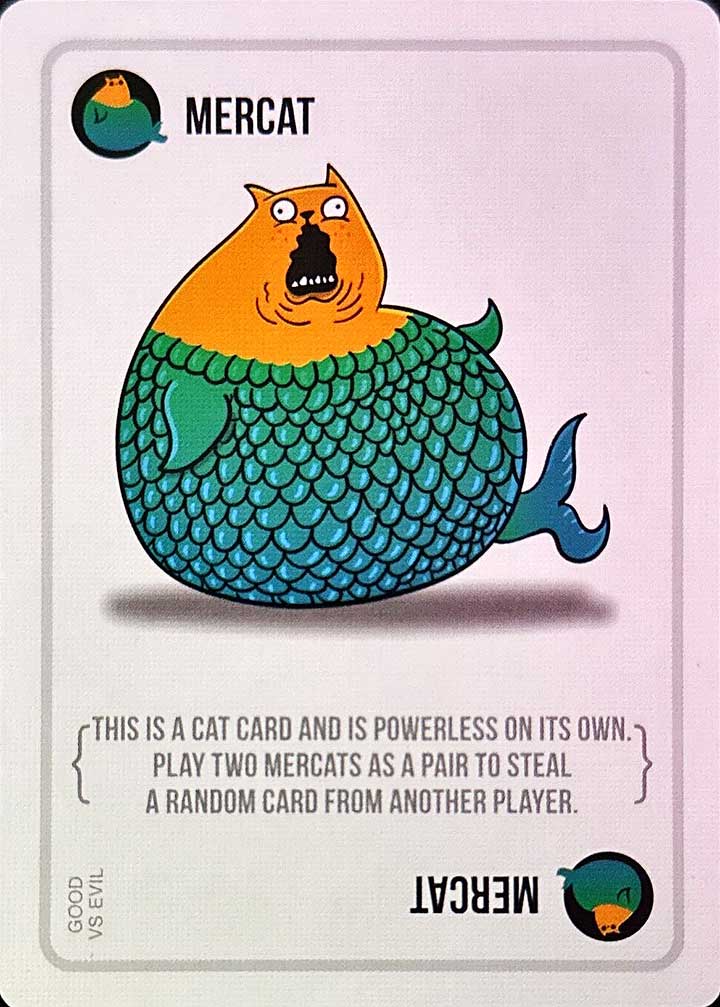 MERCAT
THIS IS A CAT CARD AND IS POWERLESS ON ITS OWN.
PLAY TWO MERCATS AS A PAIR TO STEAL
A RANDOM CARD FROM ANOTHER PLAYER.
GOOD
VS EVIL
MERCAT